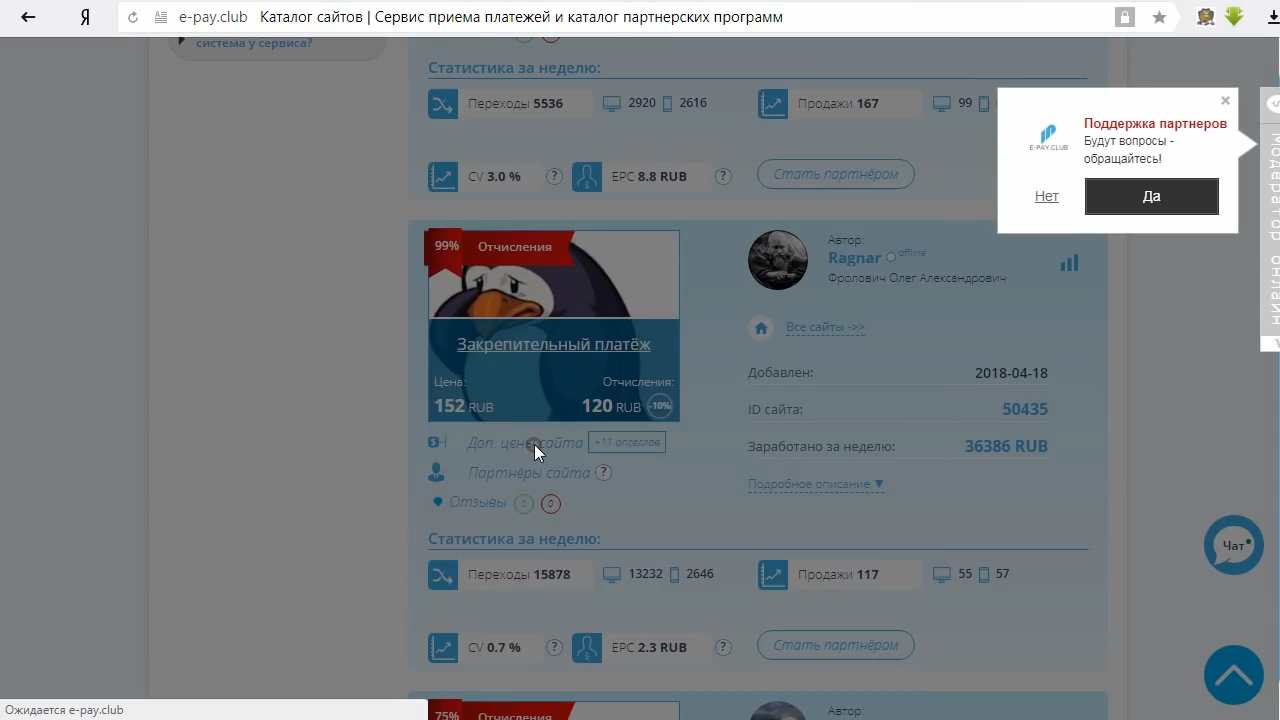 Я
e-pay.club Каталог сайтов | Сервис приема платежей и каталог партнерских программ
система у сервиса?
Статистика за неделю:
Переходы 5536 2920 2616
Продажи 167 99
CV 3.0 % ?
EPC 8.8 RUB ?
Стать партнёром
E-PAY.CLUB
Поддержка партнеров
Будут вопросы -
обращайтесь!
Нет
Да
Модератор онлайн
99% Отчисления
Закрепительный платёж
Цена: Отчисления:
152 RUB 120 RUB -10%
Доп. цены сайта +11 апселлов
Партнёры сайта ?
Отзывы 0 0
Автор:
Ragnar offline
Фролович Олег Александрович
Все сайты ->>
Добавлен: 2018-04-18
ID сайта: 50435
Заработано за неделю: 36386 RUB
Подробное описание ▼
Статистика за неделю:
Переходы 15878 13232 2646
Продажи 117 55 57
CV 0.7 % ?
EPC 2.3 RUB ?
Стать партнёром
Чат
75% Отчисления
Автор:
Ожидается e-pay.club